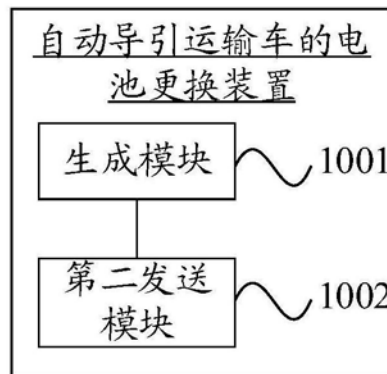 自动导引运输车的电
池更换装置
生成模块
1001
第二发送
模块
1002